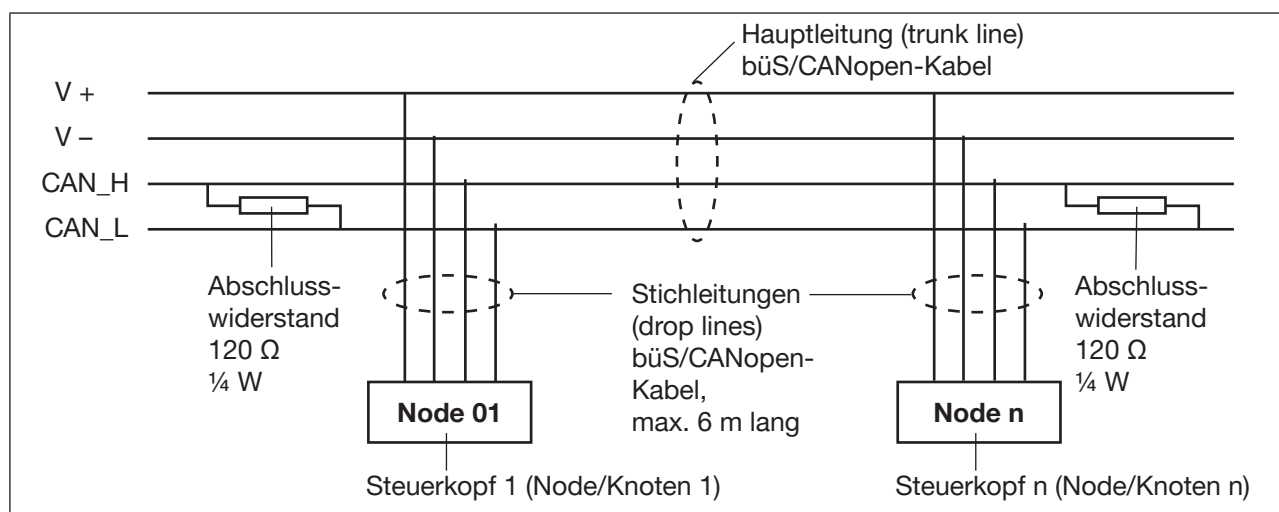 Hauptleitung (trunk line)
büS/CANopen-Kabel
V +
V –
CAN_H
CAN_L
Abschluss-
widerstand
120 Ω
¼ W
Stichleitungen
(drop lines)
büS/CANopen-
Kabel,
max. 6 m lang
Abschluss-
widerstand
120 Ω
¼ W
Node 01
Node n
Steuerkopf 1 (Node/Knoten 1)
Steuerkopf n (Node/Knoten n)